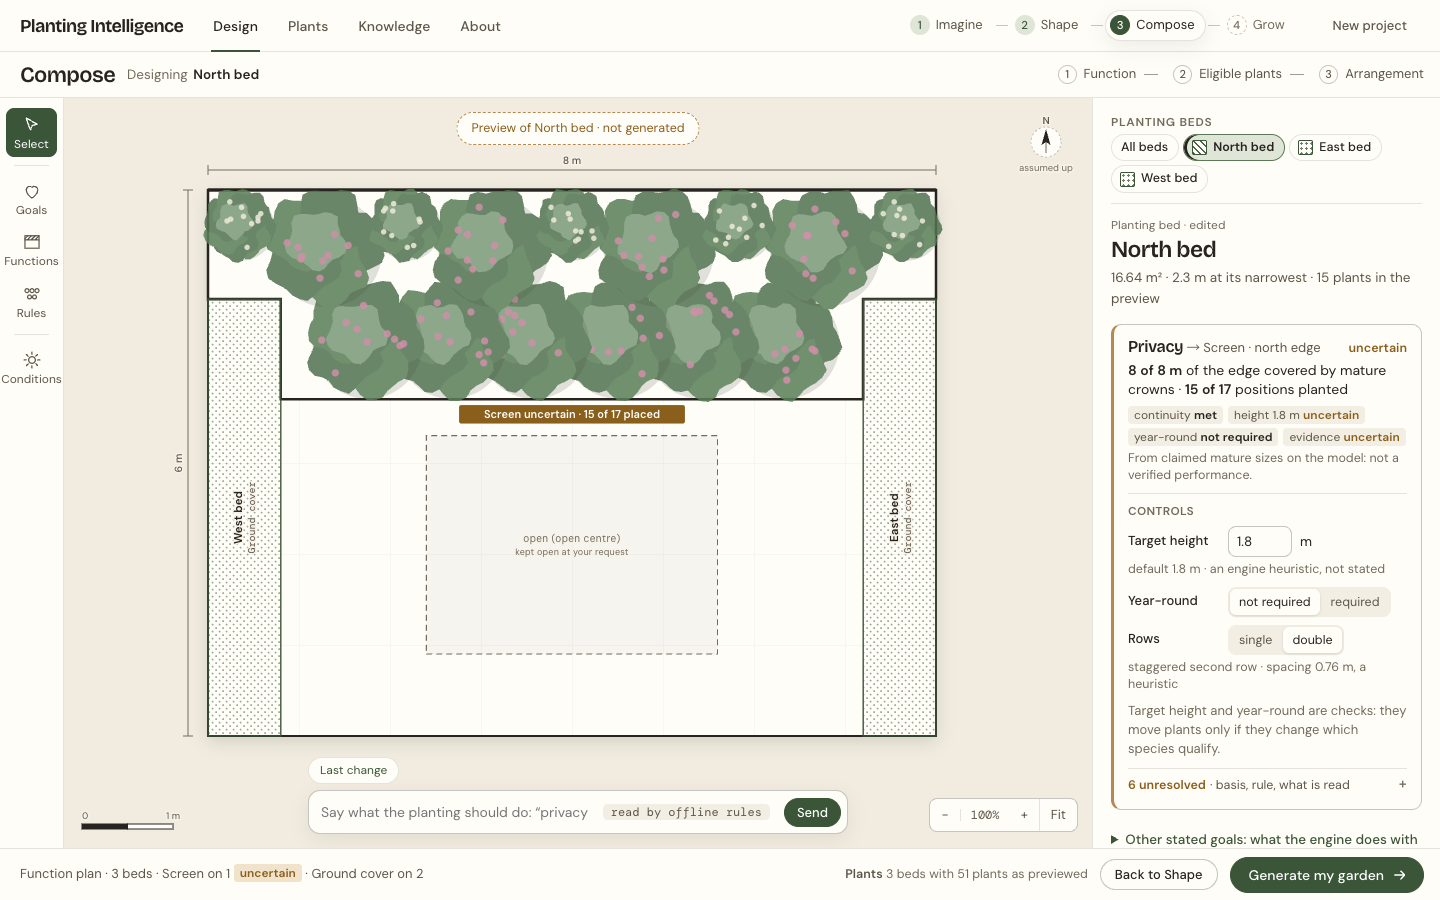 Planting Intelligence
Design
Plants
Knowledge
About
1 Imagine
2 Shape
3 Compose
4 Grow
New project
Compose
Designing North bed
1 Function
2 Eligible plants
3 Arrangement
Select
Goals
Functions
Rules
Conditions
Preview of North bed · not generated
N
assumed up
8 m
6 m
Screen uncertain · 15 of 17 placed
West bed
Ground cover
open (open centre)
kept open at your request
East bed
Ground cover
Last change
Say what the planting should do: “privacy
read by offline rules
Send
0 1 m
− 100% + Fit
PLANTING BEDS
All beds
North bed
East bed
West bed
Planting bed · edited
North bed
16.64 m² · 2.3 m at its narrowest · 15 plants in the
preview
Privacy → Screen · north edge uncertain
8 of 8 m of the edge covered by mature
crowns · 15 of 17 positions planted
continuity met height 1.8 m uncertain
year-round not required evidence uncertain
From claimed mature sizes on the model: not a
verified performance.
CONTROLS
Target height 1.8 m
default 1.8 m · an engine heuristic, not stated
Year-round not required required
Rows single double
staggered second row · spacing 0.76 m, a
heuristic
Target height and year-round are checks: they
move plants only if they change which
species qualify.
6 unresolved · basis, rule, what is read +
Other stated goals: what the engine does with
Function plan · 3 beds · Screen on 1 uncertain · Ground cover on 2
Plants 3 beds with 51 plants as previewed
Back to Shape
Generate my garden →